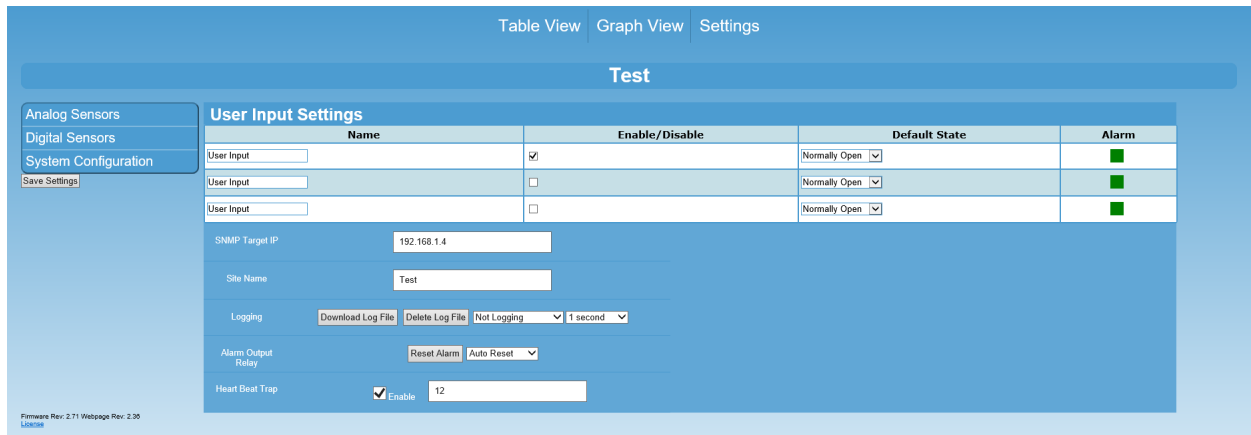 Table View Graph View Settings
Test
Analog Sensors
Digital Sensors
System Configuration
Save Settings
User Input Settings
Name Enable/Disable Default State Alarm
User Input Normally Open
User Input Normally Open
User Input Normally Open
SNMP Target IP 192.168.1.4
Site Name Test
Logging Download Log File Delete Log File Not Logging 1 second
Alarm Output
Relay
Reset Alarm Auto Reset
Heart Beat Trap Enable 12
Firmware Rev: 2.71 Webpage Rev: 2.36
License